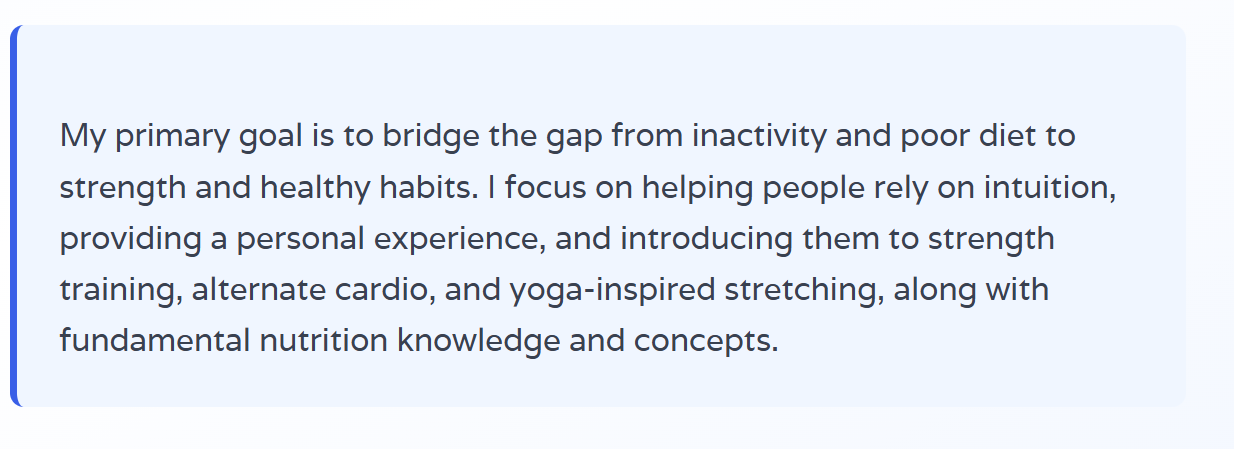 My primary goal is to bridge the gap from inactivity and poor diet to
strength and healthy habits. I focus on helping people rely on intuition,
providing a personal experience, and introducing them to strength
training, alternate cardio, and yoga-inspired stretching, along with
fundamental nutrition knowledge and concepts.